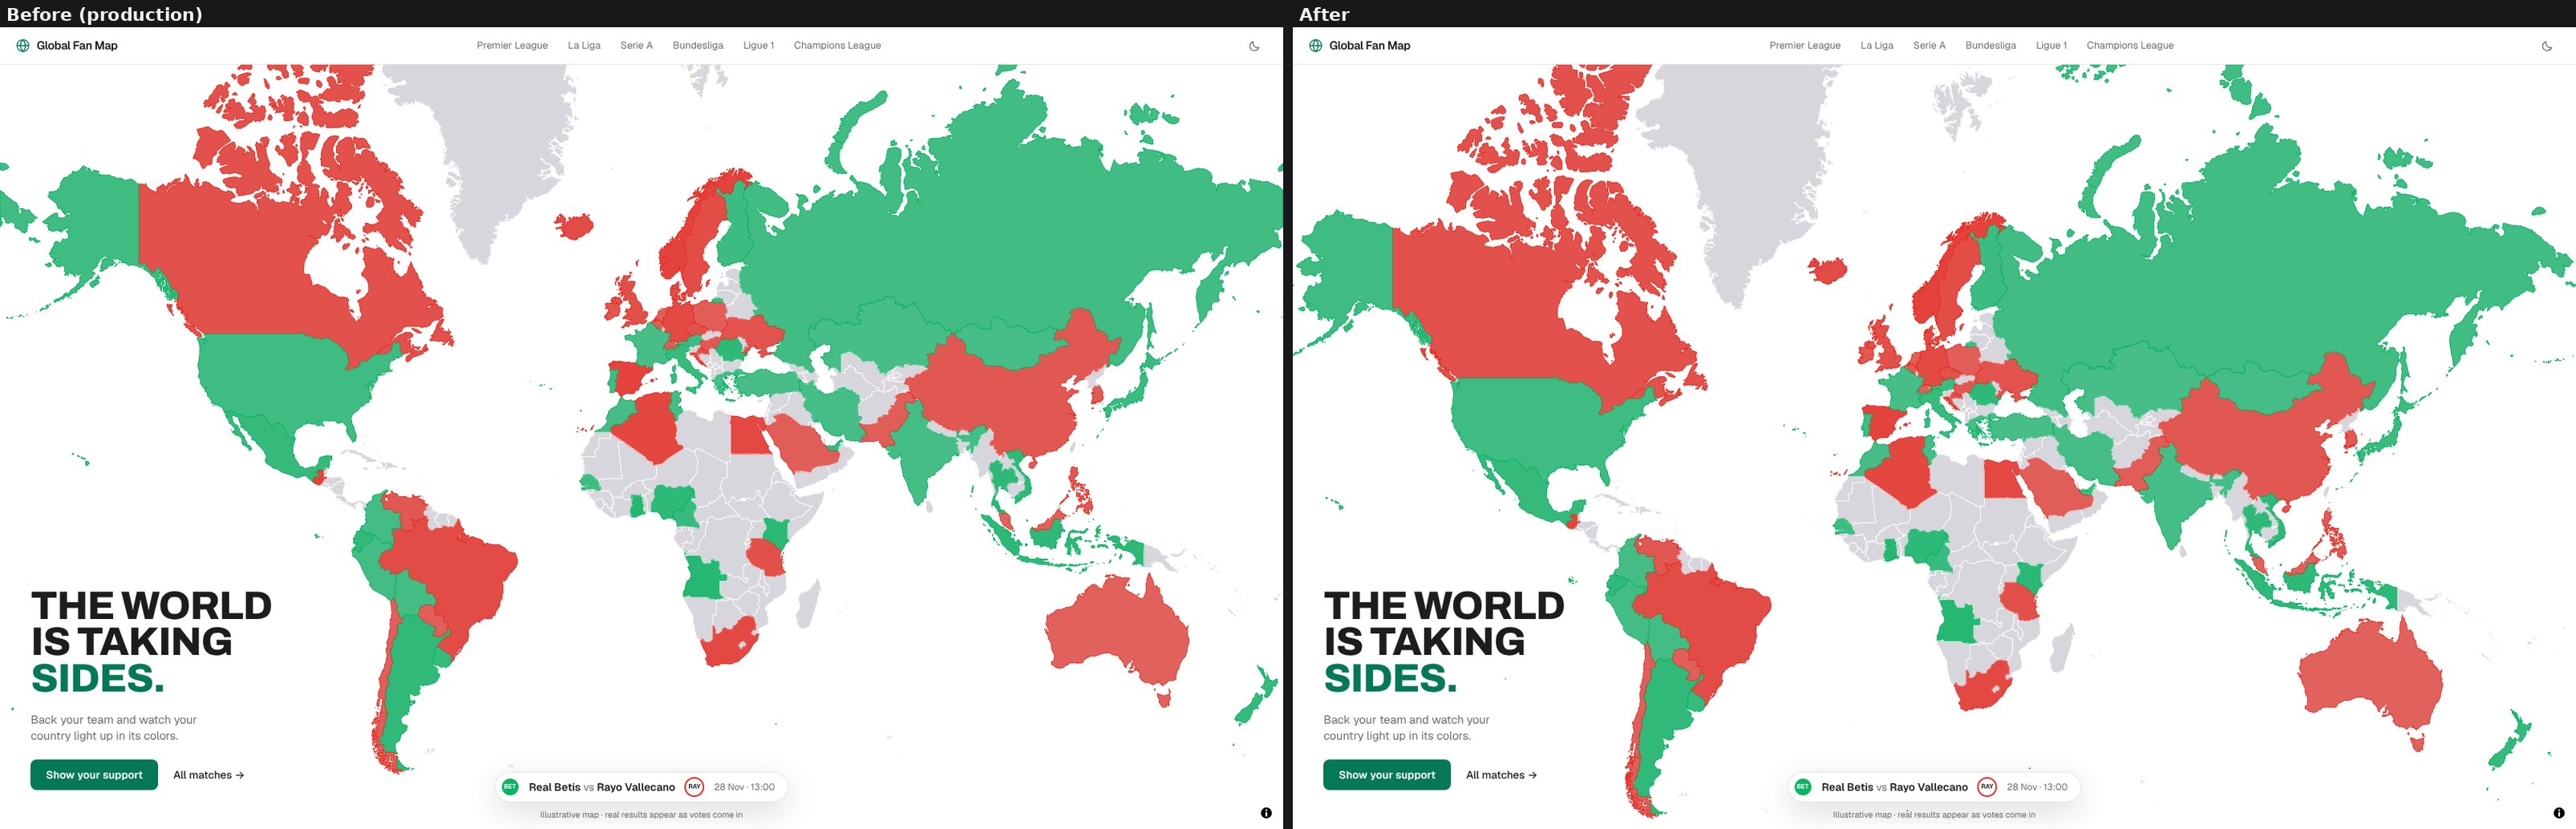 Before (production)
Global Fan Map
Premier League La Liga Serie A Bundesliga Ligue 1 Champions League
THE WORLD
IS TAKING
SIDES.
Back your team and watch your
country light up in its colors.
Show your support All matches →
BET Real Betis vs Rayo Vallecano RAY 28 Nov · 13:00
Illustrative map · real results appear as votes come in
After
Global Fan Map
Premier League La Liga Serie A Bundesliga Ligue 1 Champions League
THE WORLD
IS TAKING
SIDES.
Back your team and watch your
country light up in its colors.
Show your support All matches →
BET Real Betis vs Rayo Vallecano RAY 28 Nov · 13:00
Illustrative map · real results appear as votes come in